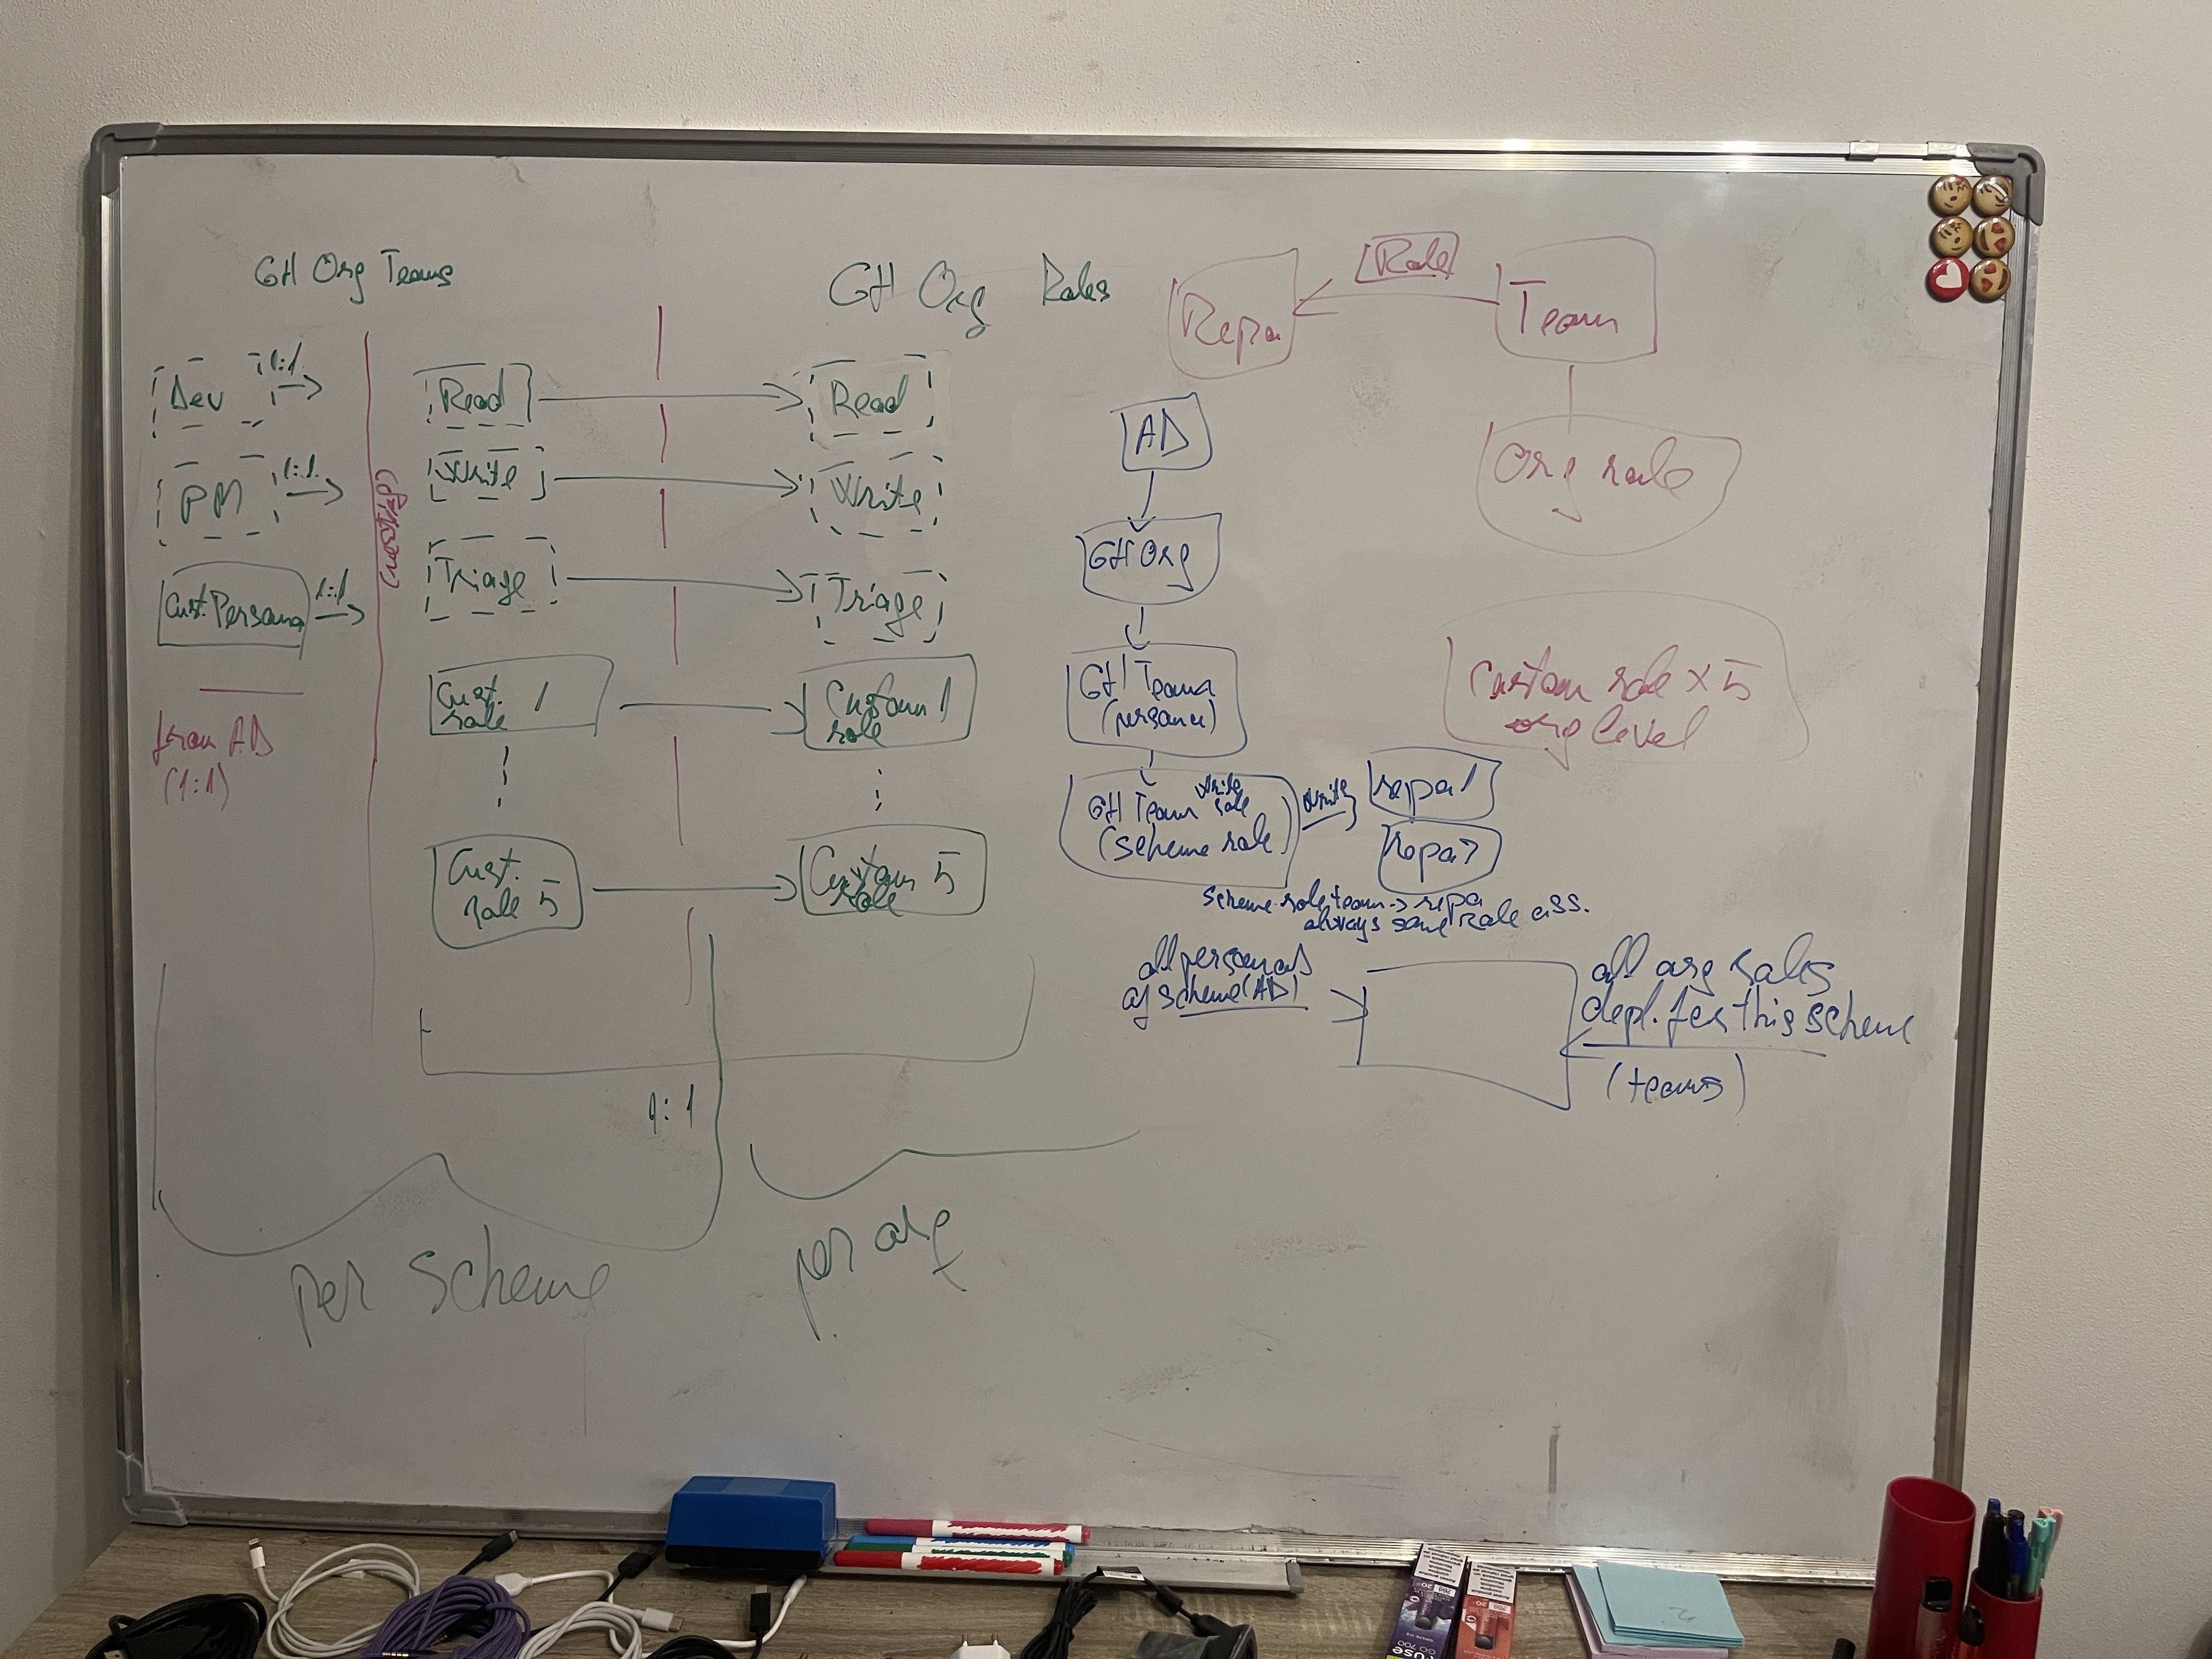 GH Org Teams
Dev
1:1
PM
1:1
Cust. Persona
1:1
from AD
(1:1)
Read
Write
Triage
Cust.
role 1
Cust.
role 5
GH Org Roles
Read
Write
Triage
Custom 1
role
Custom 5
role
1:1
per scheme
per org
Repo
Role
Team
Org role
Custom role x 5
org level
AD
GH Org
GH Team
(persona)
GH Team write
role
(scheme role)
write
repo 1
repo 2
scheme role team -> repo
always same role ass.
all personas
of scheme (AD)
all org roles
depl. for this scheme
(teams)